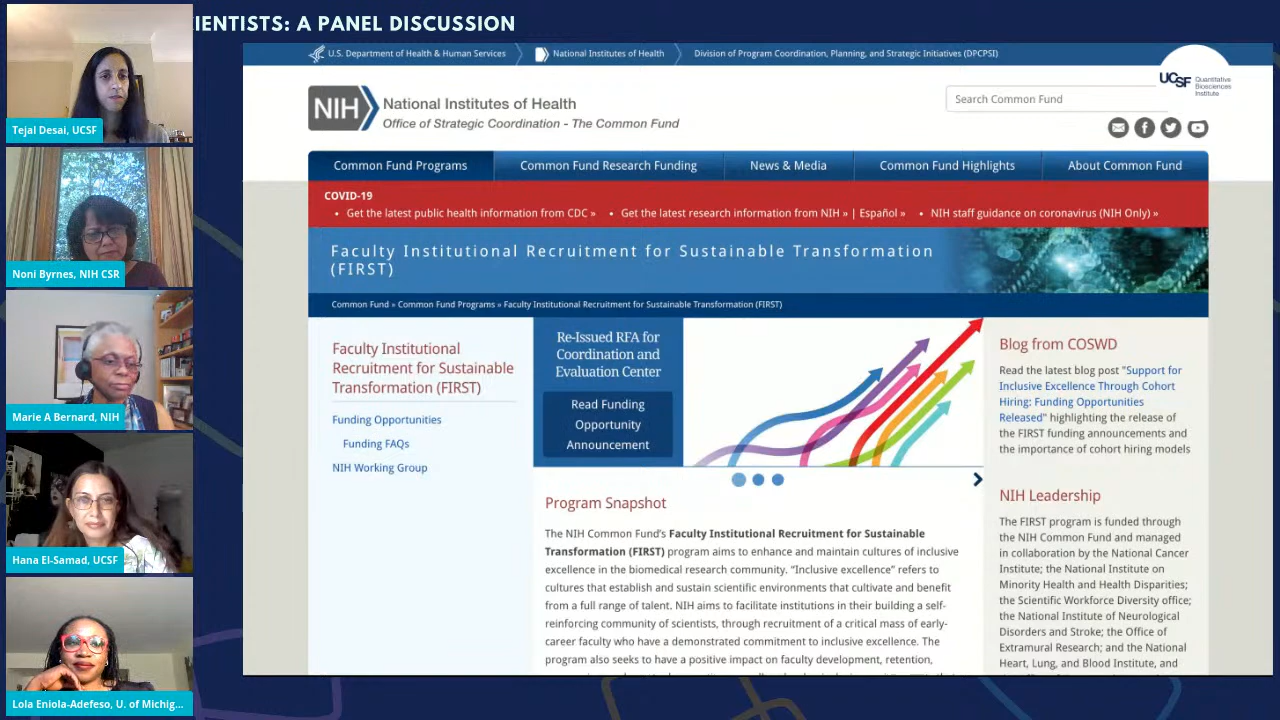 SCIENTISTS: A PANEL DISCUSSION
U.S. Department of Health & Human Services
National Institutes of Health
Division of Program Coordination, Planning, and Strategic Initiatives (DPCPSI)
UCSF Quantitative
Biosciences
Institute
NIH
National Institutes of Health
Office of Strategic Coordination - The Common Fund
Search Common Fund
Common Fund Programs
Common Fund Research Funding
News & Media
Common Fund Highlights
About Common Fund
COVID-19
• Get the latest public health information from CDC »
• Get the latest research information from NIH » | Español »
• NIH staff guidance on coronavirus (NIH Only) »
Faculty Institutional Recruitment for Sustainable Transformation
(FIRST)
Common Fund » Common Fund Programs » Faculty Institutional Recruitment for Sustainable Transformation (FIRST)
Faculty Institutional
Recruitment for Sustainable
Transformation (FIRST)
Funding Opportunities
Funding FAQs
NIH Working Group
Re-Issued RFA for
Coordination and
Evaluation Center
Read Funding
Opportunity
Announcement
Program Snapshot
The NIH Common Fund's Faculty Institutional Recruitment for Sustainable
Transformation (FIRST) program aims to enhance and maintain cultures of inclusive
excellence in the biomedical research community. "Inclusive excellence" refers to
cultures that establish and sustain scientific environments that cultivate and benefit
from a full range of talent. NIH aims to facilitate institutions in their building a self-
reinforcing community of scientists, through recruitment of a critical mass of early-
career faculty who have a demonstrated commitment to inclusive excellence. The
program also seeks to have a positive impact on faculty development, retention,
Blog from COSWD
Read the latest blog post "Support for
Inclusive Excellence Through Cohort
Hiring: Funding Opportunities
Released" highlighting the release of
the FIRST funding announcements and
the importance of cohort hiring models
NIH Leadership
The FIRST program is funded through
the NIH Common Fund and managed
in collaboration by the National Cancer
Institute; the National Institute on
Minority Health and Health Disparities;
the Scientific Workforce Diversity office;
the National Institute of Neurological
Disorders and Stroke; the Office of
Extramural Research; and the National
Heart, Lung, and Blood Institute, and
Tejal Desai, UCSF
Noni Byrnes, NIH CSR
Marie A Bernard, NIH
Hana El-Samad, UCSF
Lola Eniola-Adefeso, U. of Michig...